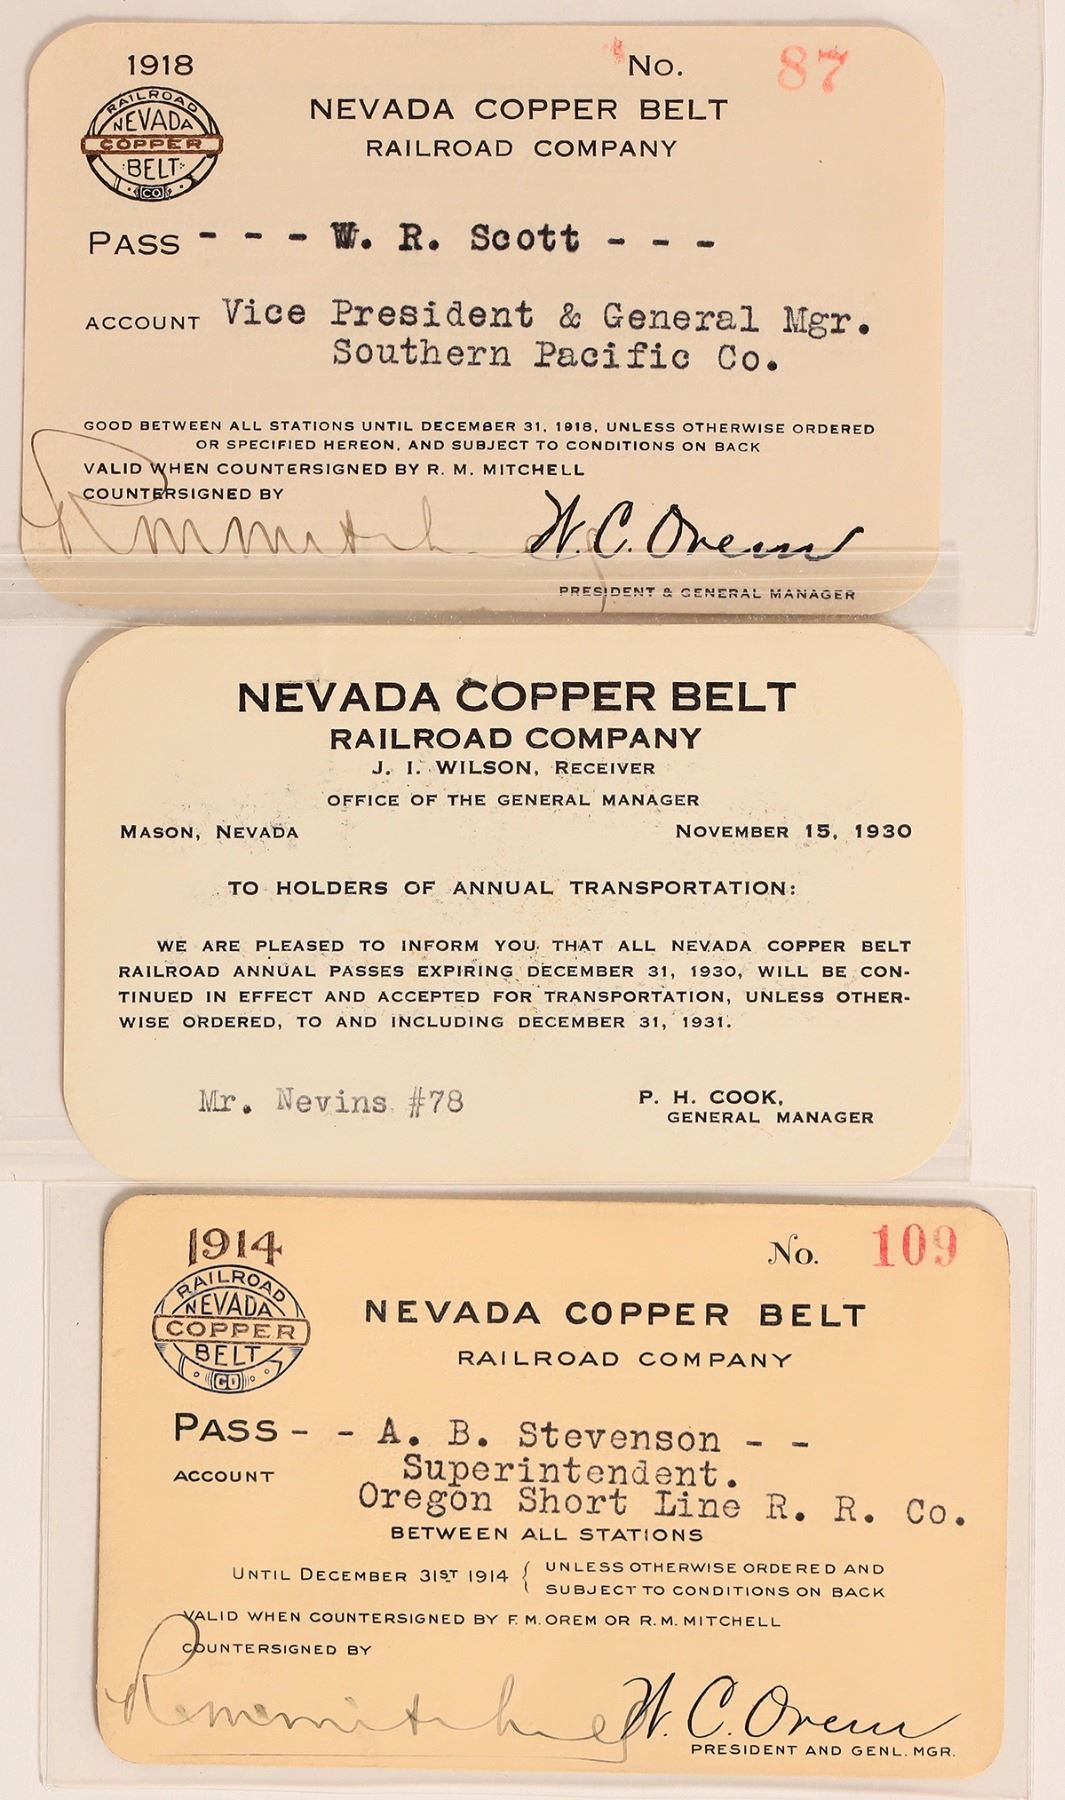 1918
No. 87
RAILROAD
NEVADA
COPPER
BELT
CO
NEVADA COPPER BELT
RAILROAD COMPANY
PASS - - - W. R. Scott - - -
ACCOUNT Vice President & General Mgr.
Southern Pacific Co.
GOOD BETWEEN ALL STATIONS UNTIL DECEMBER 31, 1918, UNLESS OTHERWISE ORDERED
OR SPECIFIED HEREON, AND SUBJECT TO CONDITIONS ON BACK
VALID WHEN COUNTERSIGNED BY R. M. MITCHELL
COUNTERSIGNED BY
R m mitchell W. C. Orem
PRESIDENT & GENERAL MANAGER
NEVADA COPPER BELT
RAILROAD COMPANY
J. I. WILSON, RECEIVER
OFFICE OF THE GENERAL MANAGER
MASON, NEVADA NOVEMBER 15, 1930
TO HOLDERS OF ANNUAL TRANSPORTATION:
WE ARE PLEASED TO INFORM YOU THAT ALL NEVADA COPPER BELT
RAILROAD ANNUAL PASSES EXPIRING DECEMBER 31, 1930, WILL BE CON-
TINUED IN EFFECT AND ACCEPTED FOR TRANSPORTATION, UNLESS OTHER-
WISE ORDERED, TO AND INCLUDING DECEMBER 31, 1931.
Mr. Nevins #78
P. H. COOK,
GENERAL MANAGER
1914
No. 109
RAILROAD
NEVADA
COPPER
BELT
CO
NEVADA COPPER BELT
RAILROAD COMPANY
PASS - - A. B. Stevenson - -
ACCOUNT Superintendent.
Oregon Short Line R. R. Co.
BETWEEN ALL STATIONS
UNTIL DECEMBER 31ST 1914 { UNLESS OTHERWISE ORDERED AND
SUBJECT TO CONDITIONS ON BACK
VALID WHEN COUNTERSIGNED BY F. M. OREM OR R. M. MITCHELL
COUNTERSIGNED BY
R m mitchell W. C. Orem
PRESIDENT AND GENL. MGR.